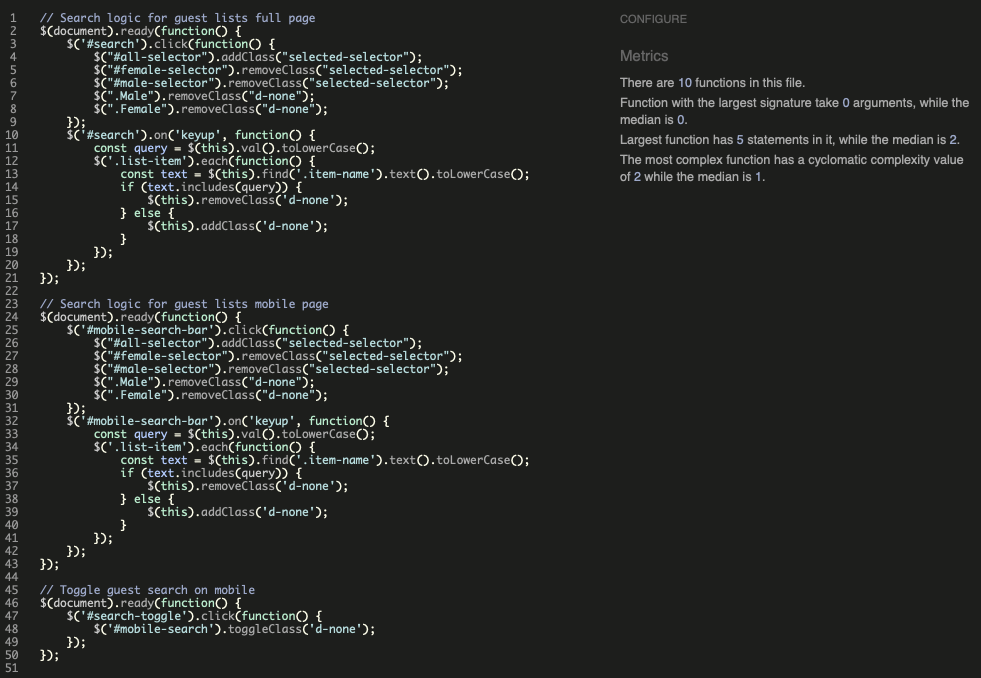 1 // Search logic for guest lists full page
2 $(document).ready(function() {
3     $('#search').click(function() {
4         $("#all-selector").addClass("selected-selector");
5         $("#female-selector").removeClass("selected-selector");
6         $("#male-selector").removeClass("selected-selector");
7         $(".Male").removeClass("d-none");
8         $(".Female").removeClass("d-none");
9     });
10     $('#search').on('keyup', function() {
11         const query = $(this).val().toLowerCase();
12         $('.list-item').each(function() {
13             const text = $(this).find('.item-name').text().toLowerCase();
14             if (text.includes(query)) {
15                 $(this).removeClass('d-none');
16             } else {
17                 $(this).addClass('d-none');
18             }
19         });
20     });
21 });
22
23 // Search logic for guest lists mobile page
24 $(document).ready(function() {
25     $('#mobile-search-bar').click(function() {
26         $("#all-selector").addClass("selected-selector");
27         $("#female-selector").removeClass("selected-selector");
28         $("#male-selector").removeClass("selected-selector");
29         $(".Male").removeClass("d-none");
30         $(".Female").removeClass("d-none");
31     });
32     $('#mobile-search-bar').on('keyup', function() {
33         const query = $(this).val().toLowerCase();
34         $('.list-item').each(function() {
35             const text = $(this).find('.item-name').text().toLowerCase();
36             if (text.includes(query)) {
37                 $(this).removeClass('d-none');
38             } else {
39                 $(this).addClass('d-none');
40             }
41         });
42     });
43 });
44
45 // Toggle guest search on mobile
46 $(document).ready(function() {
47     $('#search-toggle').click(function() {
48         $('#mobile-search').toggleClass('d-none');
49     });
50 });
51
CONFIGURE
Metrics
There are 10 functions in this file.
Function with the largest signature take 0 arguments, while the
median is 0.
Largest function has 5 statements in it, while the median is 2.
The most complex function has a cyclomatic complexity value
of 2 while the median is 1.